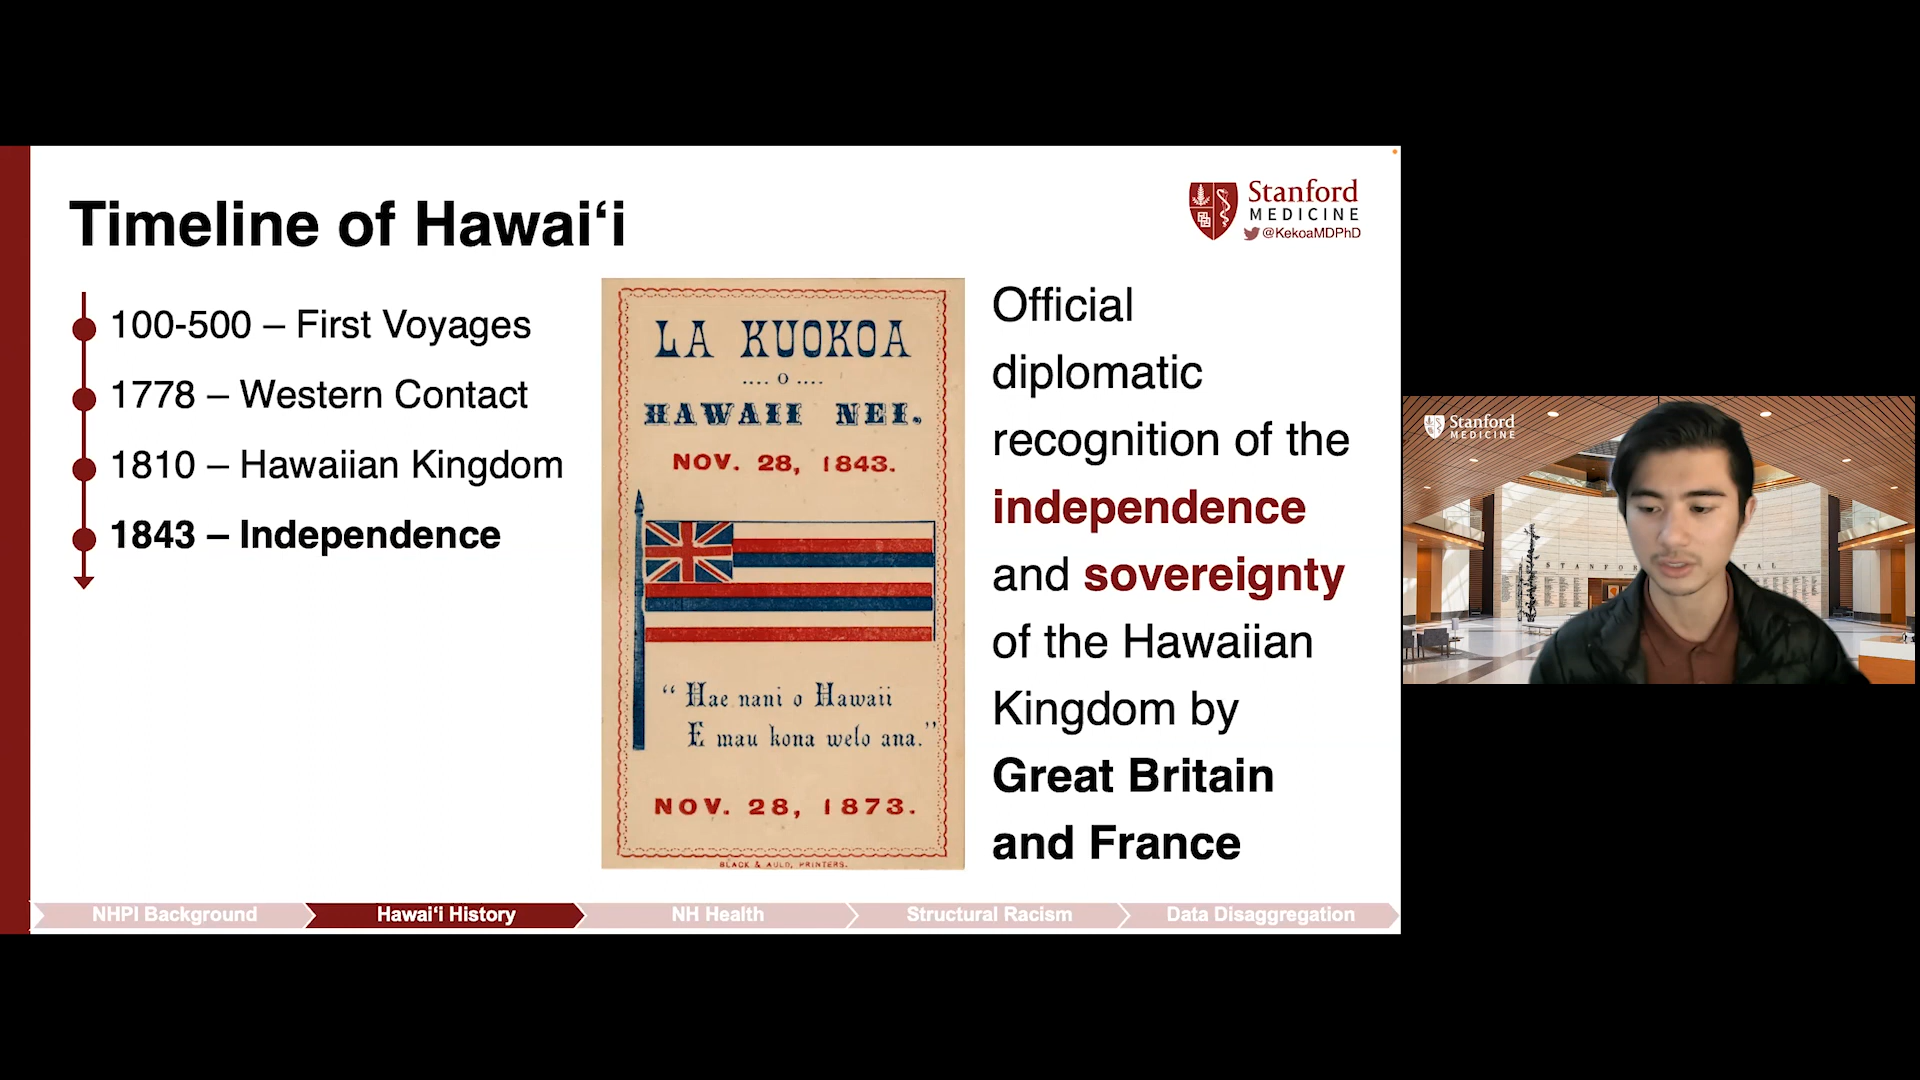 Timeline of Hawaiʻi
Stanford
MEDICINE
@KekoaMDPhD
100-500 – First Voyages
1778 – Western Contact
1810 – Hawaiian Kingdom
1843 – Independence
LA KUOKOA
.... O ....
HAWAII NEI.
NOV. 28, 1843.
“ Hae nani o Hawaii
E mau kona welo ana.”
NOV. 28, 1873.
BLACK & AULD, PRINTERS.
Official
diplomatic
recognition of the
independence
and sovereignty
of the Hawaiian
Kingdom by
Great Britain
and France
NHPI Background
Hawaiʻi History
NH Health
Structural Racism
Data Disaggregation
Stanford
MEDICINE